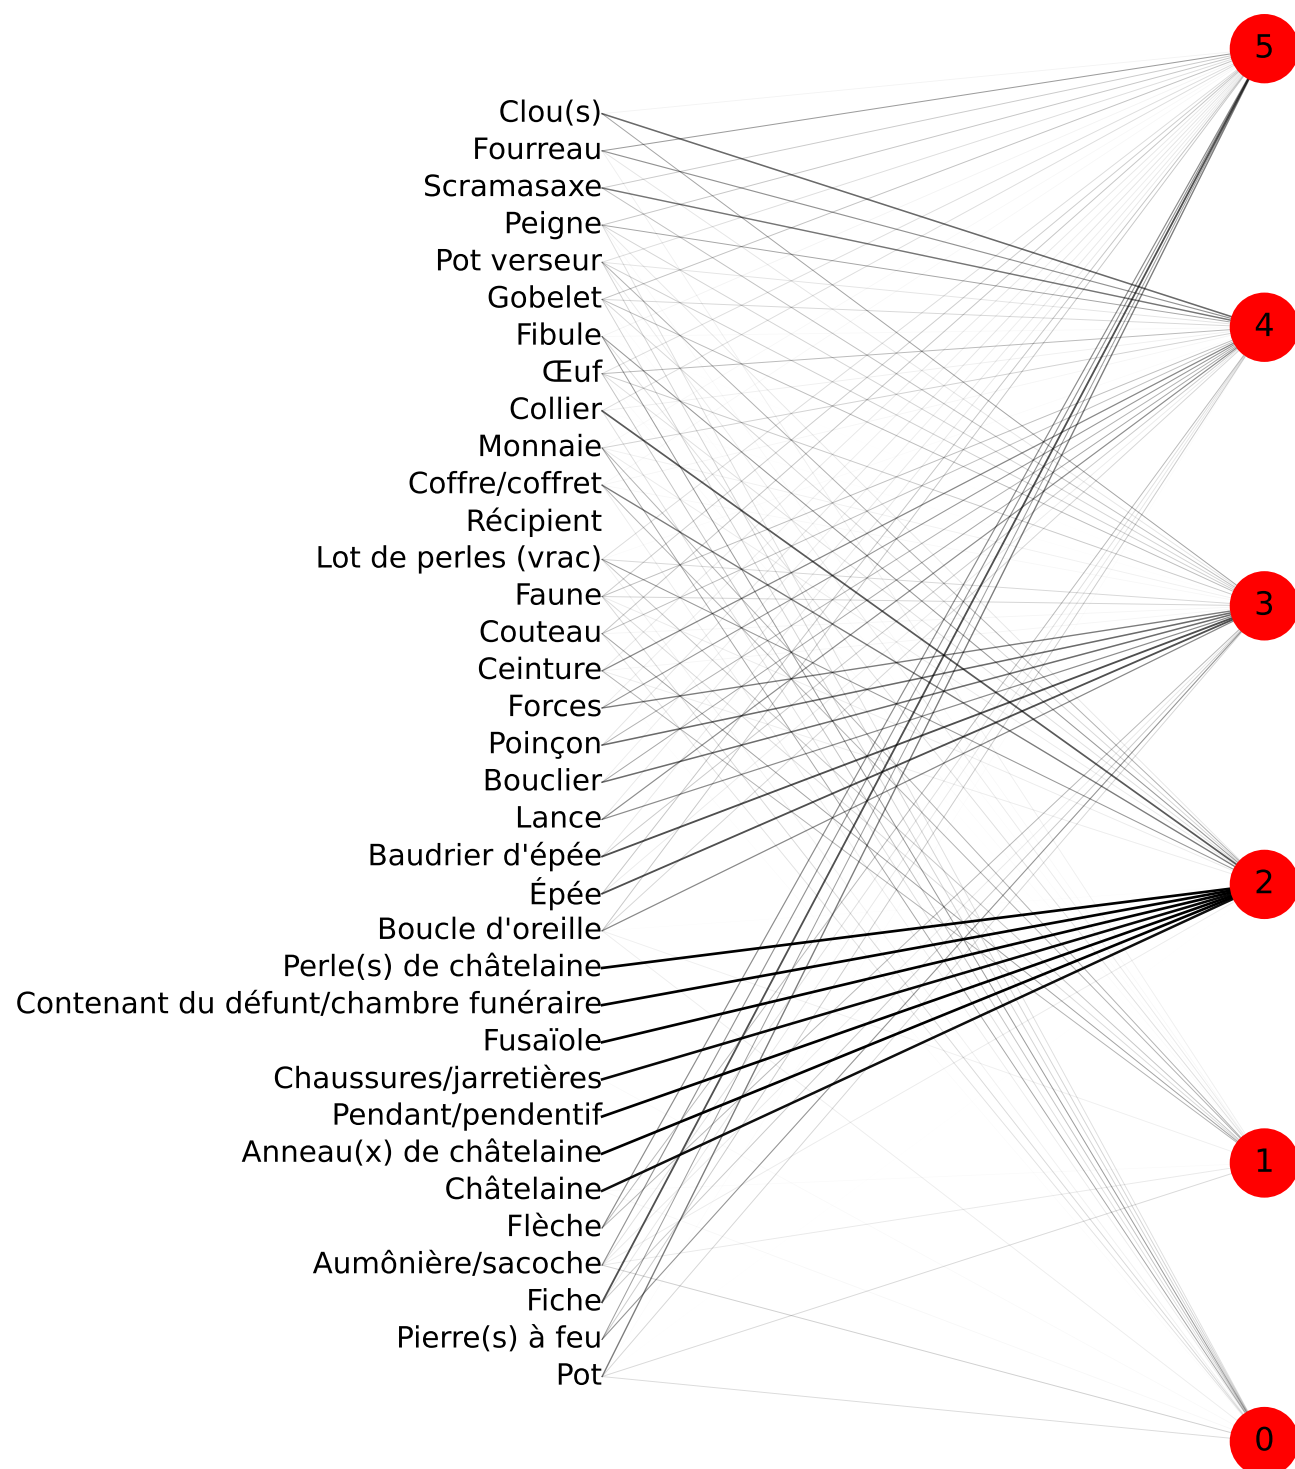 5
Clou(s)
Fourreau
Scramasaxe
Peigne
Pot verseur
Gobelet
Fibule
4
Œuf
Collier
Monnaie
Coffre/coffret
Récipient
Lot de perles (vrac)
Faune
3
Couteau
Ceinture
Forces
Poinçon
Bouclier
Lance
Baudrier d'épée
Épée
2
Boucle d'oreille
Perle(s) de châtelaine
Contenant du défunt/chambre funéraire
Fusaïole
Chaussures/jarretières
Pendant/pendentif
Anneau(x) de châtelaine
1
Châtelaine
Flèche
Aumônière/sacoche
Fiche
Pierre(s) à feu
Pot
0